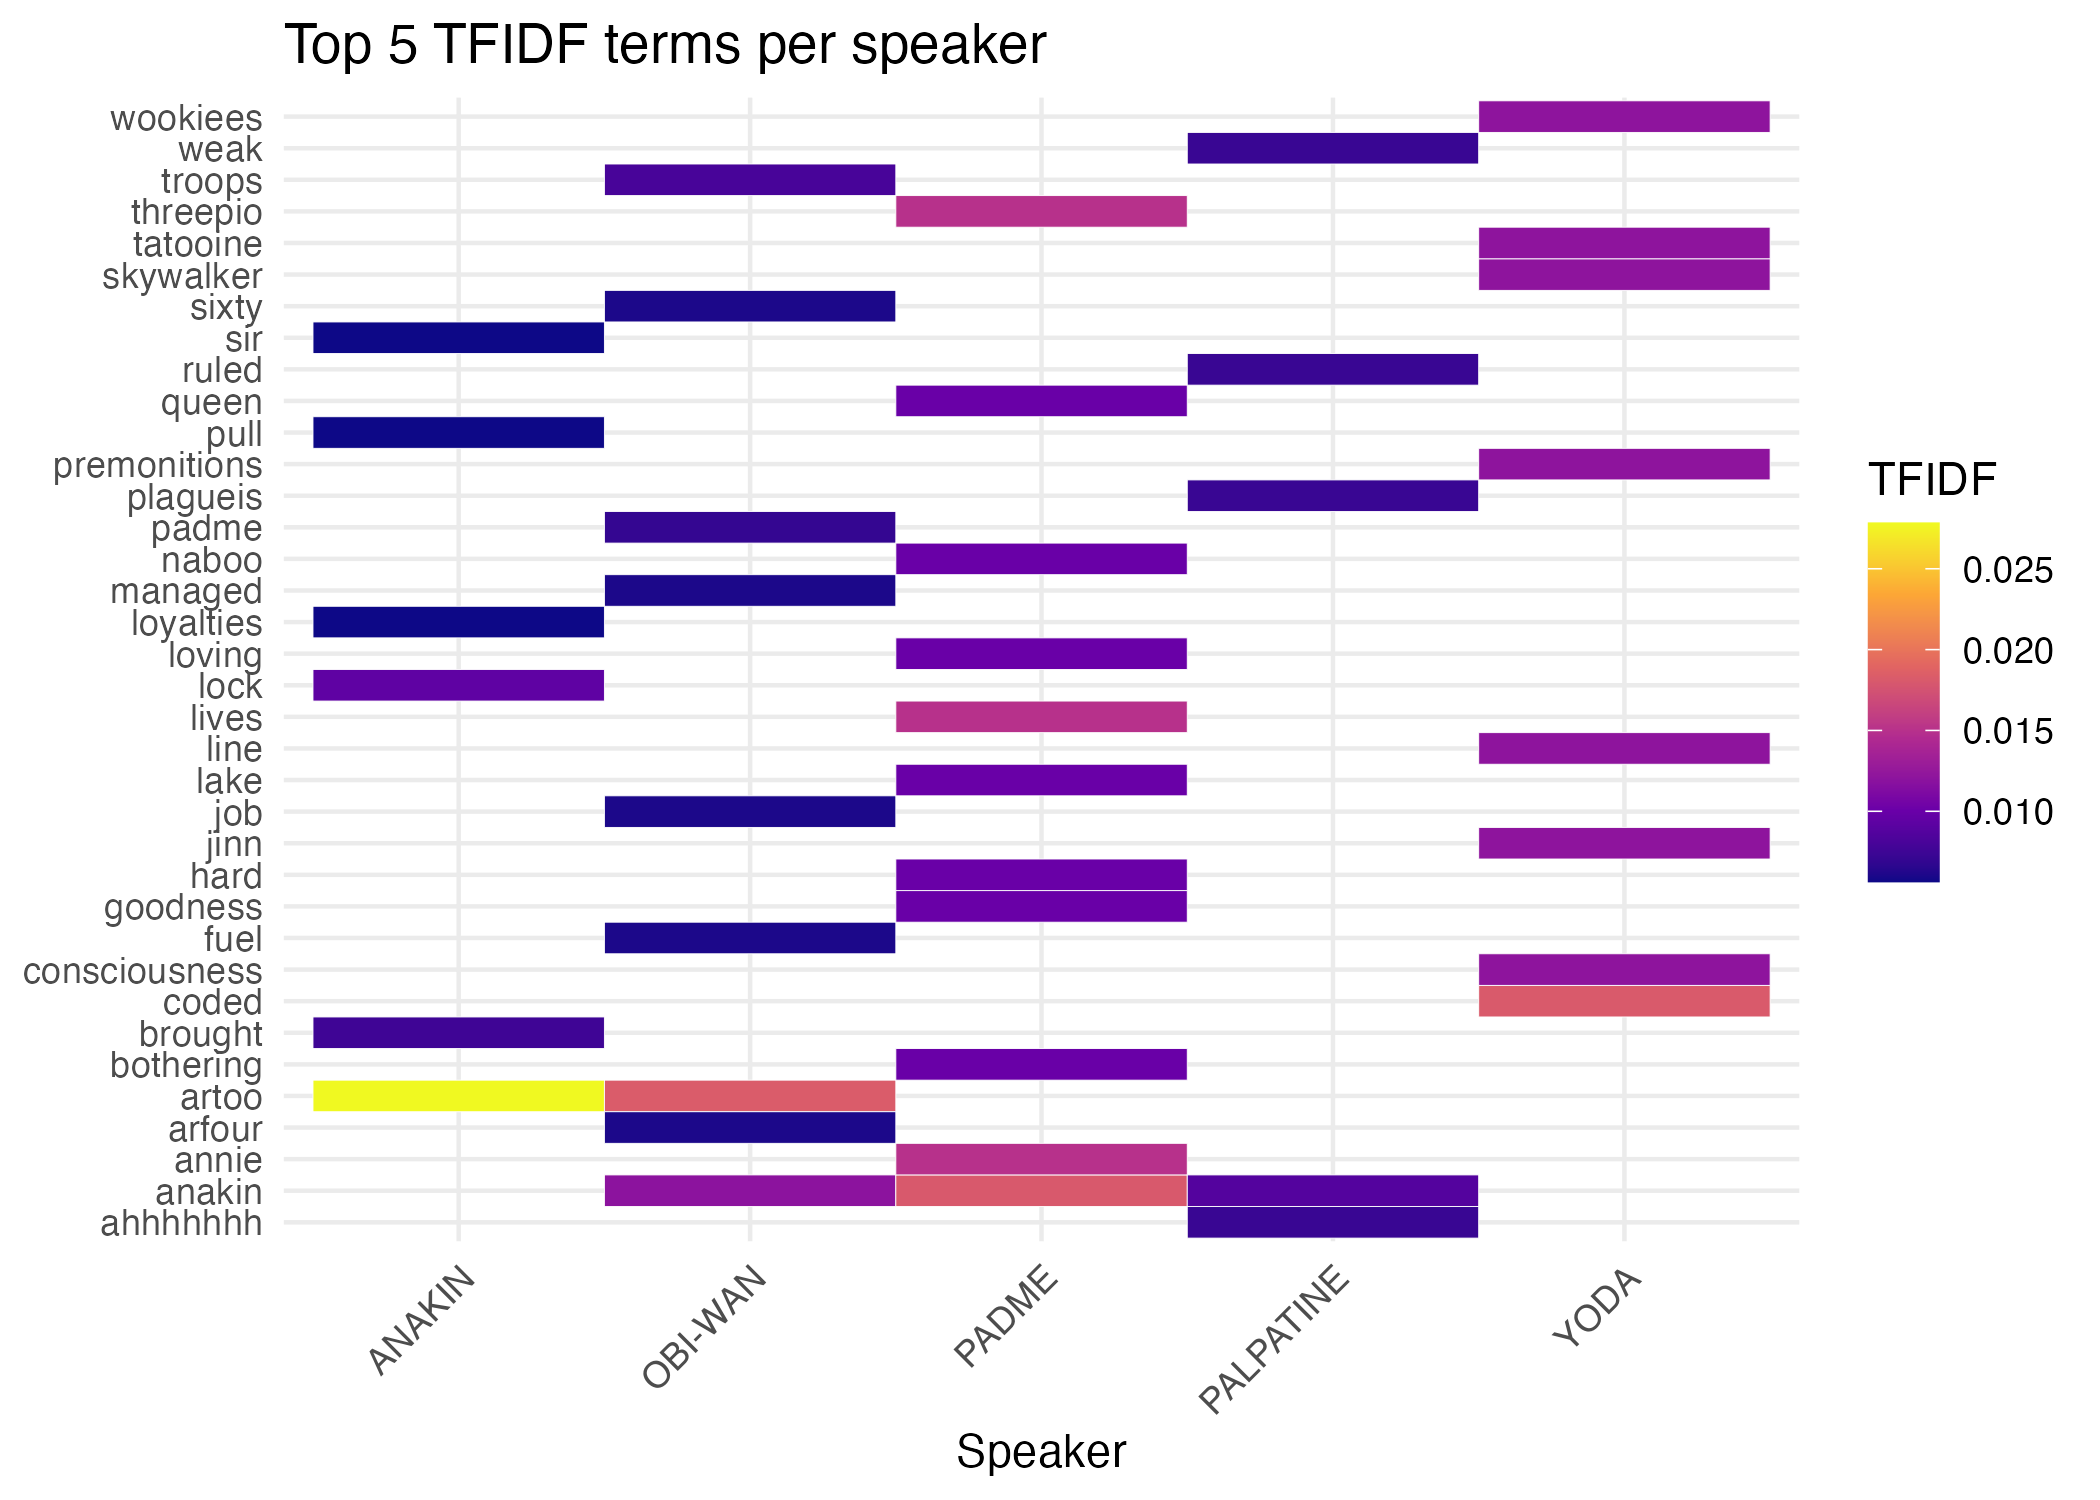 Top 5 TFIDF terms per speaker
wookiees
weak
troops
threepio
tatooine
skywalker
sixty
sir
ruled
queen
pull
premonitions
plagueis
padme
naboo
managed
loyalties
loving
lock
lives
line
lake
job
jinn
hard
goodness
fuel
consciousness
coded
brought
bothering
artoo
arfour
annie
anakin
ahhhhhhh
ANAKIN
OBI-WAN
PADME
PALPATINE
YODA
Speaker
TFIDF
0.025
0.020
0.015
0.010